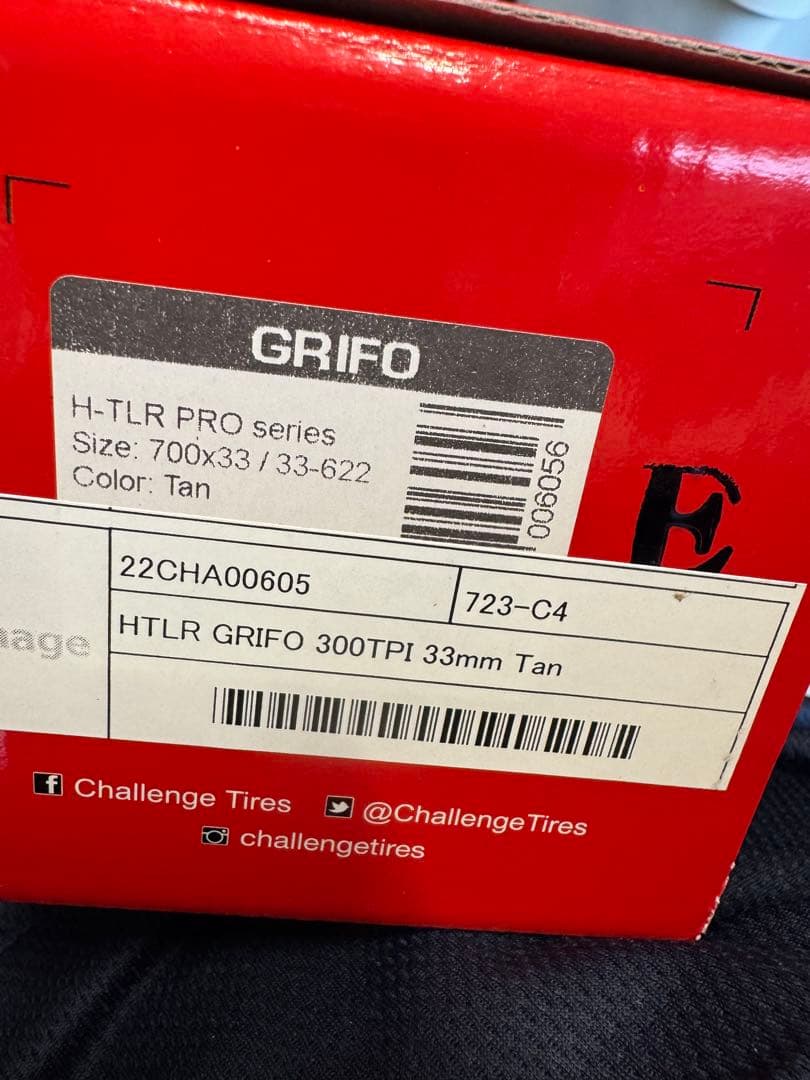 GRIFO
H-TLR PRO series
Size: 700x33 / 33-622
Color: Tan
006056
E
22CHA00605
723-C4
HTLR GRIFO 300TPI 33mm Tan
Challenge Tires
@ChallengeTires
challengetires